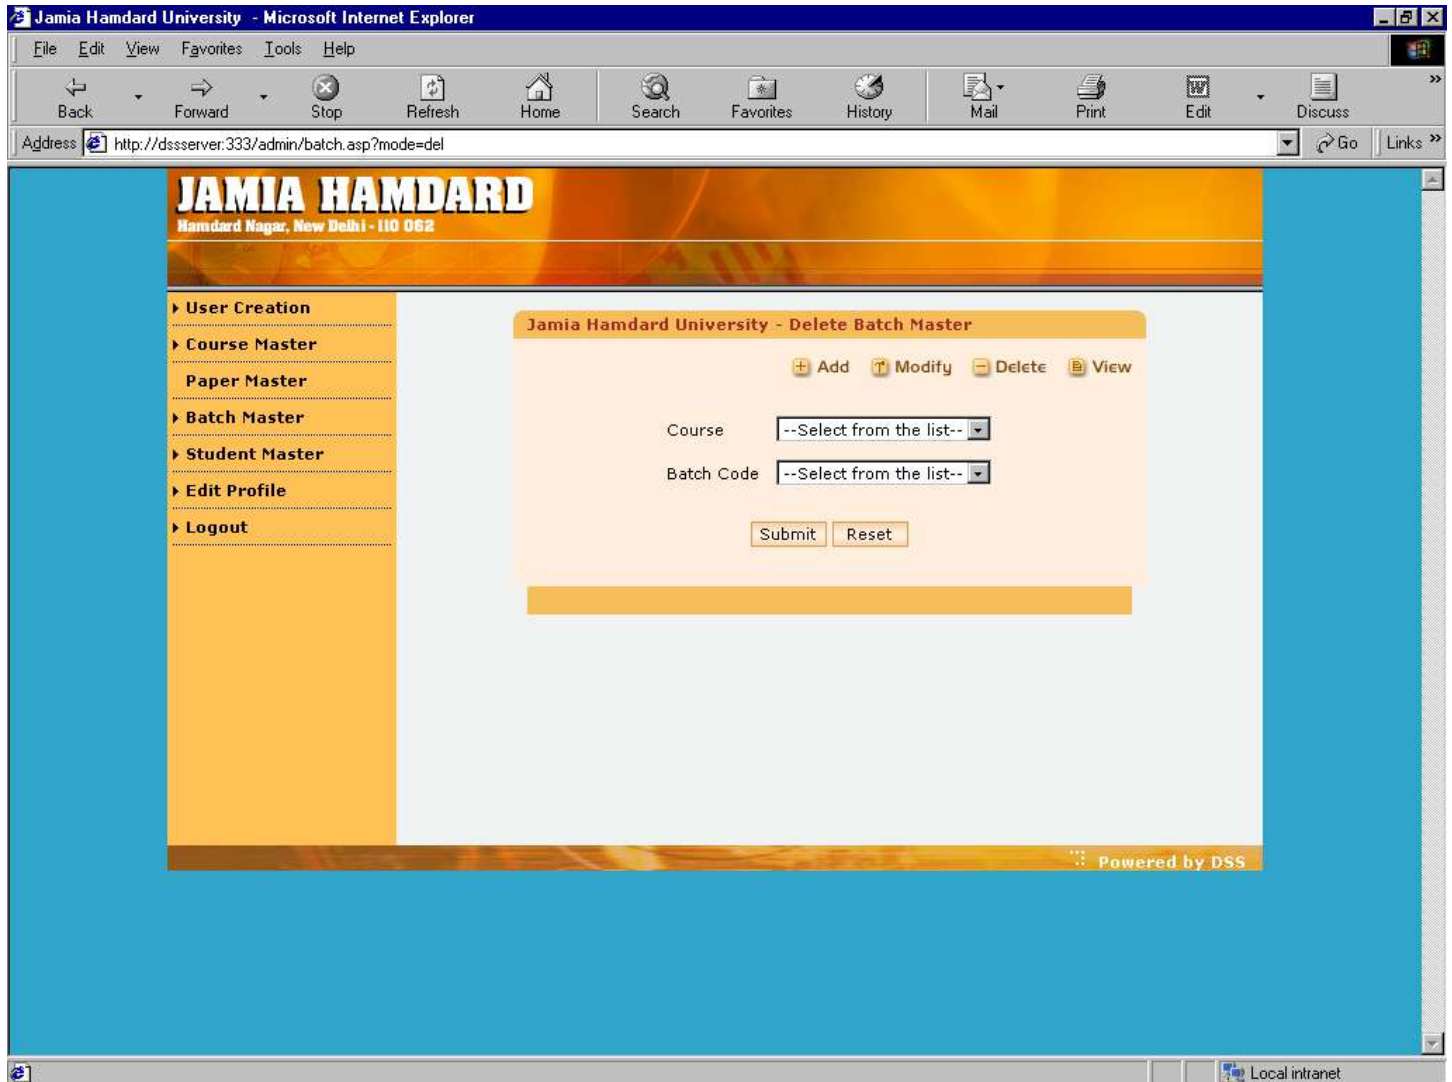 Jamia Hamdard University - Microsoft Internet Explorer
File Edit View Favorites Tools Help
Back Forward Stop Refresh Home Search Favorites History Mail Print Edit Discuss »
Address http://dssserver:333/admin/batch.asp?mode=del Go Links »
JAMIA HAMDARD
Hamdard Nagar, New Delhi - 110 062
User Creation
Course Master
Paper Master
Batch Master
Student Master
Edit Profile
Logout
Jamia Hamdard University - Delete Batch Master
Add Modify Delete View
Course --Select from the list--
Batch Code --Select from the list--
Submit Reset
Powered by DSS
Local intranet